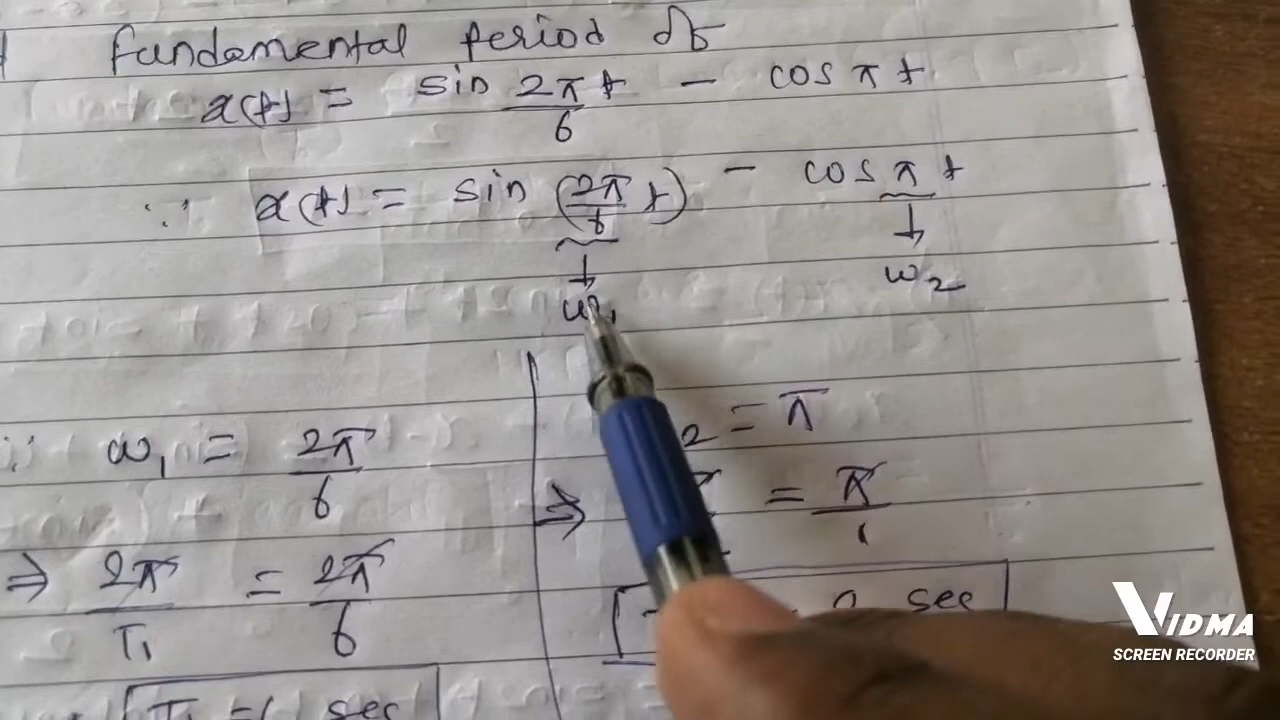 fundamental period of
x(t) = sin 2π/6 t - cos π t
∵ x(t) = sin (2π/6 t) - cos π t
↓ ↓
ω1 ω2
∵ ω1 = 2π/6
⇒ 2π/T1 = 2π/6
T1 = 6 sec
2 = π
⇒ = π/1
sec
VIDMA
SCREEN RECORDER